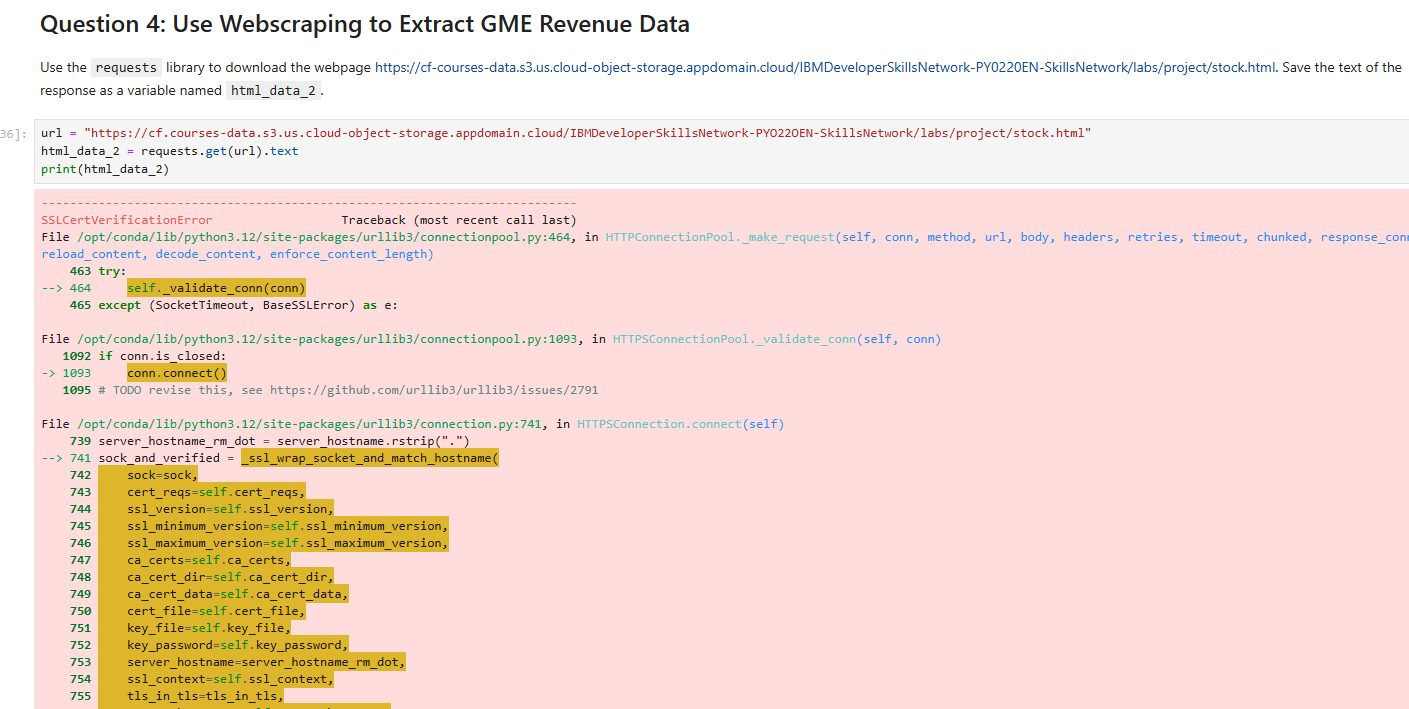 Question 4: Use Webscraping to Extract GME Revenue Data
Use the requests library to download the webpage https://cf-courses-data.s3.us.cloud-object-storage.appdomain.cloud/IBMDeveloperSkillsNetwork-PY0220EN-SkillsNetwork/labs/project/stock.html. Save the text of the
response as a variable named html_data_2.
36]: url = "https://cf.courses-data.s3.us.cloud-object-storage.appdomain.cloud/IBMDeveloperSkillsNetwork-PYO22OEN-SkillsNetwork/labs/project/stock.html"
html_data_2 = requests.get(url).text
print(html_data_2)
---------------------------------------------------------------------------
SSLCertVerificationError                  Traceback (most recent call last)
File /opt/conda/lib/python3.12/site-packages/urllib3/connectionpool.py:464, in HTTPConnectionPool._make_request(self, conn, method, url, body, headers, retries, timeout, chunked, response_conn
reload_content, decode_content, enforce_content_length)
    463 try:
--> 464     self._validate_conn(conn)
    465 except (SocketTimeout, BaseSSLError) as e:
File /opt/conda/lib/python3.12/site-packages/urllib3/connectionpool.py:1093, in HTTPSConnectionPool._validate_conn(self, conn)
   1092 if conn.is_closed:
-> 1093     conn.connect()
   1095 # TODO revise this, see https://github.com/urllib3/urllib3/issues/2791
File /opt/conda/lib/python3.12/site-packages/urllib3/connection.py:741, in HTTPSConnection.connect(self)
    739 server_hostname_rm_dot = server_hostname.rstrip(".")
--> 741 sock_and_verified = _ssl_wrap_socket_and_match_hostname(
    742     sock=sock,
    743     cert_reqs=self.cert_reqs,
    744     ssl_version=self.ssl_version,
    745     ssl_minimum_version=self.ssl_minimum_version,
    746     ssl_maximum_version=self.ssl_maximum_version,
    747     ca_certs=self.ca_certs,
    748     ca_cert_dir=self.ca_cert_dir,
    749     ca_cert_data=self.ca_cert_data,
    750     cert_file=self.cert_file,
    751     key_file=self.key_file,
    752     key_password=self.key_password,
    753     server_hostname=server_hostname_rm_dot,
    754     ssl_context=self.ssl_context,
    755     tls_in_tls=tls_in_tls,